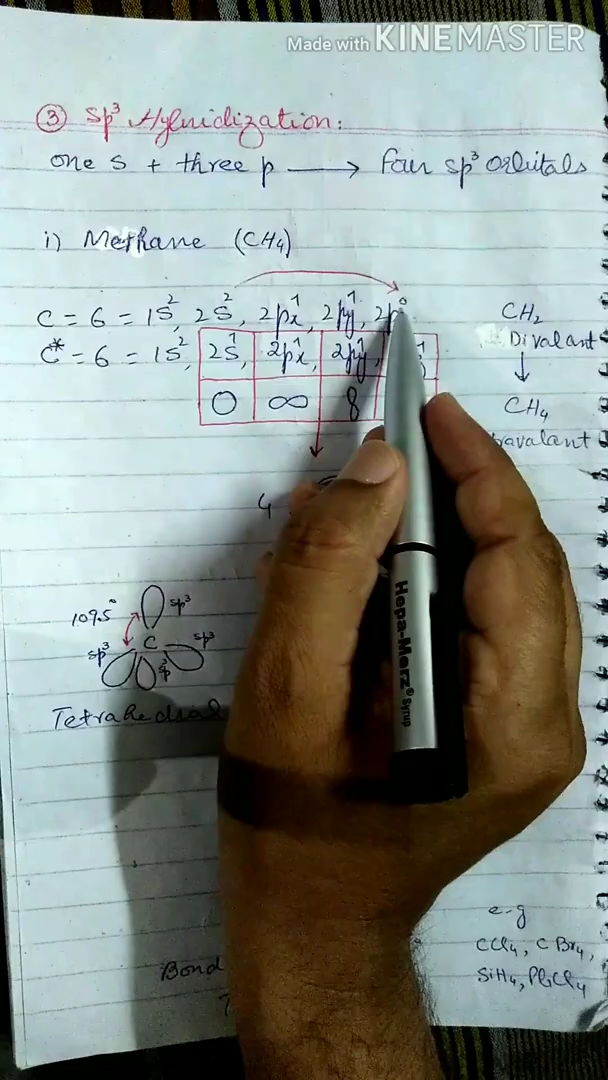 Made with KINEMASTER
③ Sp³ Hybridization:
one s + three p → four sp³ orbitals
i) Methane (CH₄)
C = 6 = 1S², 2S², 2px¹, 2py¹, 2p⁰
CH₂
Divalant
C* = 6 = 1S², 2S¹, 2px¹, 2py¹,
↓
CH₄
4
109.5°
sp³
sp³
C
sp³
sp³
Tetrahedral
Hepa-Merz® Syrup
e-g
CCl₄, CBr₄,
SiH₄, PbCl₄
Bond